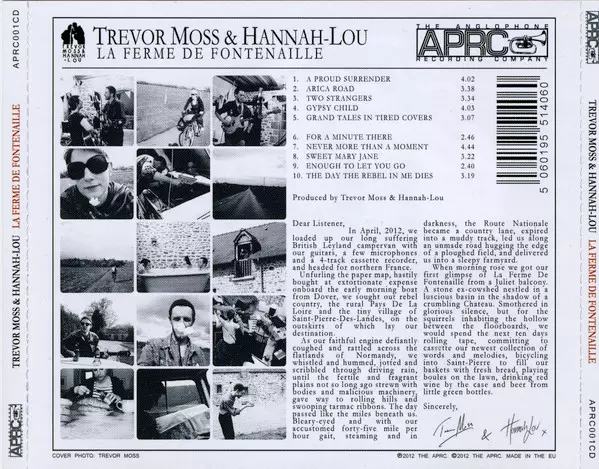 APRC001CD
TREVOR MOSS & HANNAH-LOU LA FERME DE FONTENAILLE
APRC
TREVOR
MOSS &
HANNAH
-LOU
TREVOR MOSS & HANNAH-LOU
LA FERME DE FONTENAILLE
THE ANGLOPHONE
APRC
RECORDING COMPANY
1. A PROUD SURRENDER 4.02
2. ARICA ROAD 3.38
3. TWO STRANGERS 3.34
4. GYPSY CHILD 4.03
5. GRAND TALES IN TIRED COVERS 3.07
6. FOR A MINUTE THERE 2.46
7. NEVER MORE THAN A MOMENT 4.44
8. SWEET MARY JANE 3.22
9. ENOUGH TO LET YOU GO 2.40
10. THE DAY THE REBEL IN ME DIES 3.19
5 060195 514060
Produced by Trevor Moss & Hannah-Lou
Dear Listener,
In April, 2012, we
loaded up our long suffering
British Leyland campervan with
our guitars, a few microphones
and a 4-track cassette recorder,
and headed for northern France.
Unfurling the paper map, hastily
bought at extortionate expense
onboard the early morning boat
from Dover, we sought out rebel
country, the rural Pays De La
Loire and the tiny village of
Saint-Pierre-Des-Landes, on the
outskirts of which lay our
destination.
As our faithful engine defiantly
coughed and rattled across the
flatlands of Normandy, we
whistled and hummed, jotted and
scribbled through driving rain,
until the fertile and fragrant
plains not so long ago strewn with
bodies and malicious machinery,
gave way to rolling hills and
swooping tarmac ribbons. The day
passed like the miles beneath us.
Bleary-eyed and with our
accustomed forty-five mile per
hour gait, steaming and in
darkness, the Route Nationale
became a country lane, expired
into a muddy track, led us along
an unmade road hugging the edge
of a ploughed field, and delivered
us into a sleepy farmyard.
When morning rose we got our
first glimpse of La Ferme De
Fontenaille from a Juliet balcony.
A stone ex-cowshed nestled in a
luscious basin in the shadow of a
crumbling Chateau. Smothered in
glorious silence, but for the
squirrels inhabiting the hollow
between the floorboards, we
would spend the next ten days
rolling tape, committing to
cassette our newest collection of
words and melodies, bicycling
into Saint-Pierre to fill our
baskets with fresh bread, playing
boules on the lawn, drinking red
wine by the case and beer from
little green bottles.
Sincerely,
Trevor Moss & Hannah-Lou x
COVER PHOTO: TREVOR MOSS
℗2012 THE APRC. ©2012 THE APRC. MADE IN THE EU
APRC
TREVOR MOSS & HANNAH-LOU LA FERME DE FONTENAILLE
APRC001CD